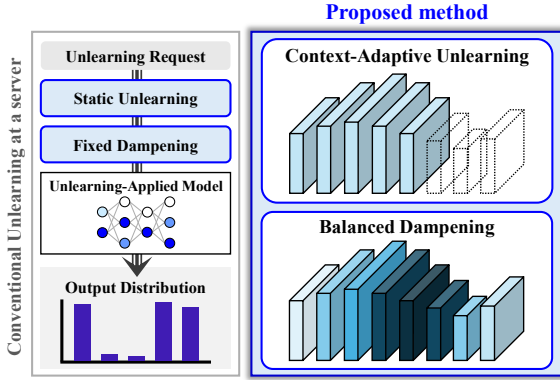 Conventional Unlearning at a server
Unlearning Request
Static Unlearning
Fixed Dampening
Unlearning-Applied Model
Output Distribution
Proposed method
Context-Adaptive Unlearning
Balanced Dampening